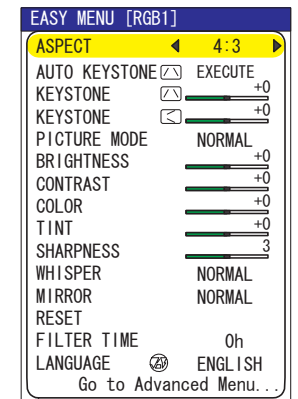 EASY MENU [RGB1]
ASPECT 4:3
AUTO KEYSTONE EXECUTE
KEYSTONE +0
KEYSTONE +0
PICTURE MODE NORMAL
BRIGHTNESS +0
CONTRAST +0
COLOR +0
TINT +0
SHARPNESS 3
WHISPER NORMAL
MIRROR NORMAL
RESET
FILTER TIME 0h
LANGUAGE ENGLISH
Go to Advanced Menu...